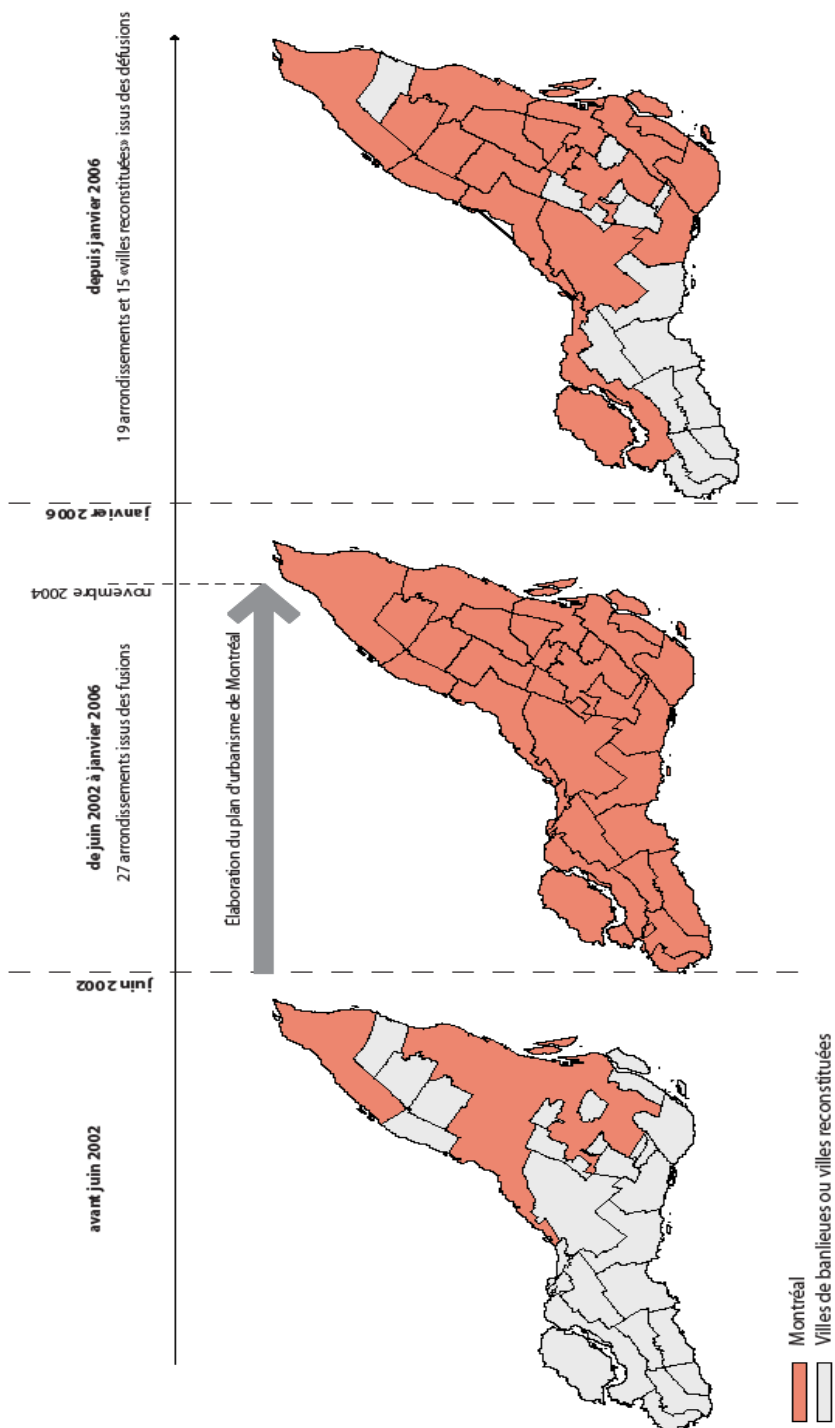 avant juin 2002
juin 2002
de juin 2002 à janvier 2006
27 arrondissements issus des fusions
Élaboration du plan d'urbanisme de Montréal
novembre 2004
janvier 2006
depuis janvier 2006
19 arrondissements et 15 «villes reconstituées» issus des défusions
Montréal
Villes de banlieues ou villes reconstituées